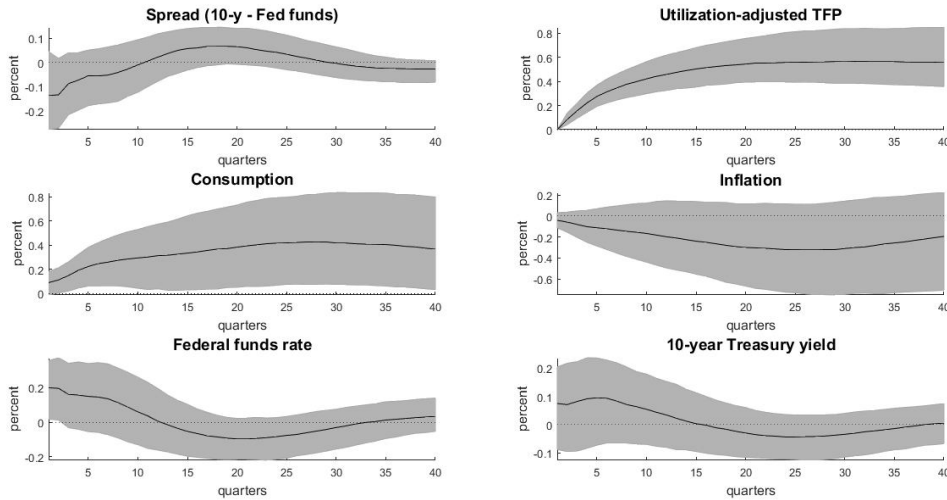 Spread (10-y - Fed funds)
0.1
0
-0.1
-0.2
percent
5 10 15 20 25 30 35 40
quarters
Utilization-adjusted TFP
0.8
0.6
0.4
0.2
0
percent
5 10 15 20 25 30 35 40
quarters
Consumption
0.8
0.6
0.4
0.2
0
percent
5 10 15 20 25 30 35 40
quarters
Inflation
0.2
0
-0.2
-0.4
-0.6
percent
5 10 15 20 25 30 35 40
quarters
Federal funds rate
0.2
0
-0.2
percent
5 10 15 20 25 30 35 40
quarters
10-year Treasury yield
0.2
0.1
0
-0.1
percent
5 10 15 20 25 30 35 40
quarters